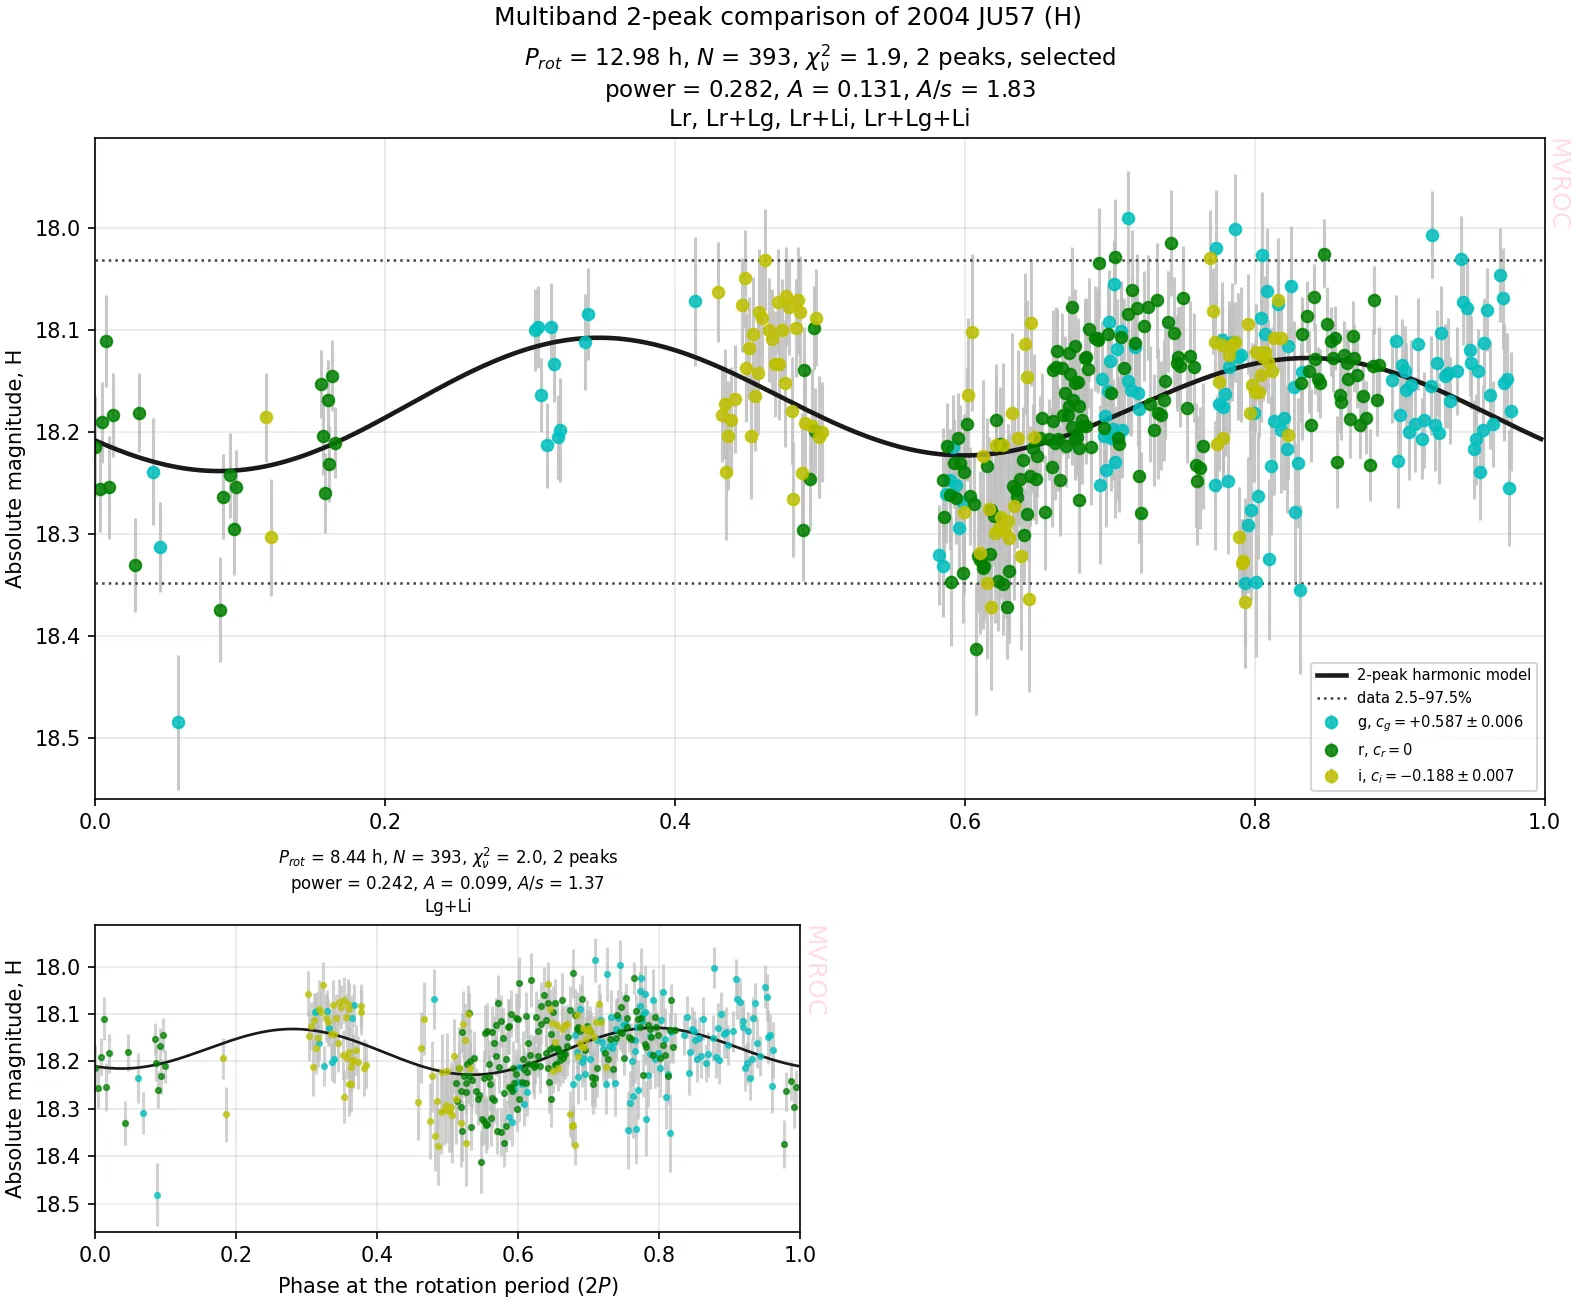 Multiband 2-peak comparison of 2004 JU57 (H)
P_rot = 12.98 h, N = 393, χ²_ν = 1.9, 2 peaks, selected
power = 0.282, A = 0.131, A/s = 1.83
Lr, Lr+Lg, Lr+Li, Lr+Lg+Li
MVROC
Absolute magnitude, H
18.0
18.1
18.2
18.3
18.4
18.5
2-peak harmonic model
data 2.5–97.5%
g, c_g = +0.587 ± 0.006
r, c_r = 0
i, c_i = −0.188 ± 0.007
0.0 0.2 0.4 0.6 0.8 1.0
P_rot = 8.44 h, N = 393, χ²_ν = 2.0, 2 peaks
power = 0.242, A = 0.099, A/s = 1.37
Lg+Li
MVROC
Absolute magnitude, H
18.0
18.1
18.2
18.3
18.4
18.5
0.0 0.2 0.4 0.6 0.8 1.0
Phase at the rotation period (2P)